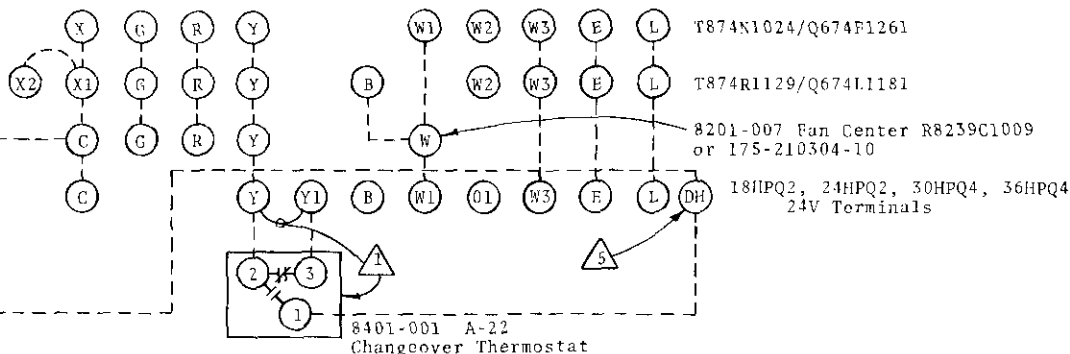 X G R Y W1 W2 W3 E L T874N1024/Q674F1261
X2 X1 G R Y B W2 W3 E L T874R1129/Q674L1181
C G R Y W 8201-007 Fan Center R8239C1009
or 175-210304-10
C Y Y1 B W1 O1 W3 E L DH 18HPQ2, 24HPQ2, 30HPQ4, 36HPQ4
24V Terminals
1 5
2 3
1
8401-001 A-22
Changeover Thermostat